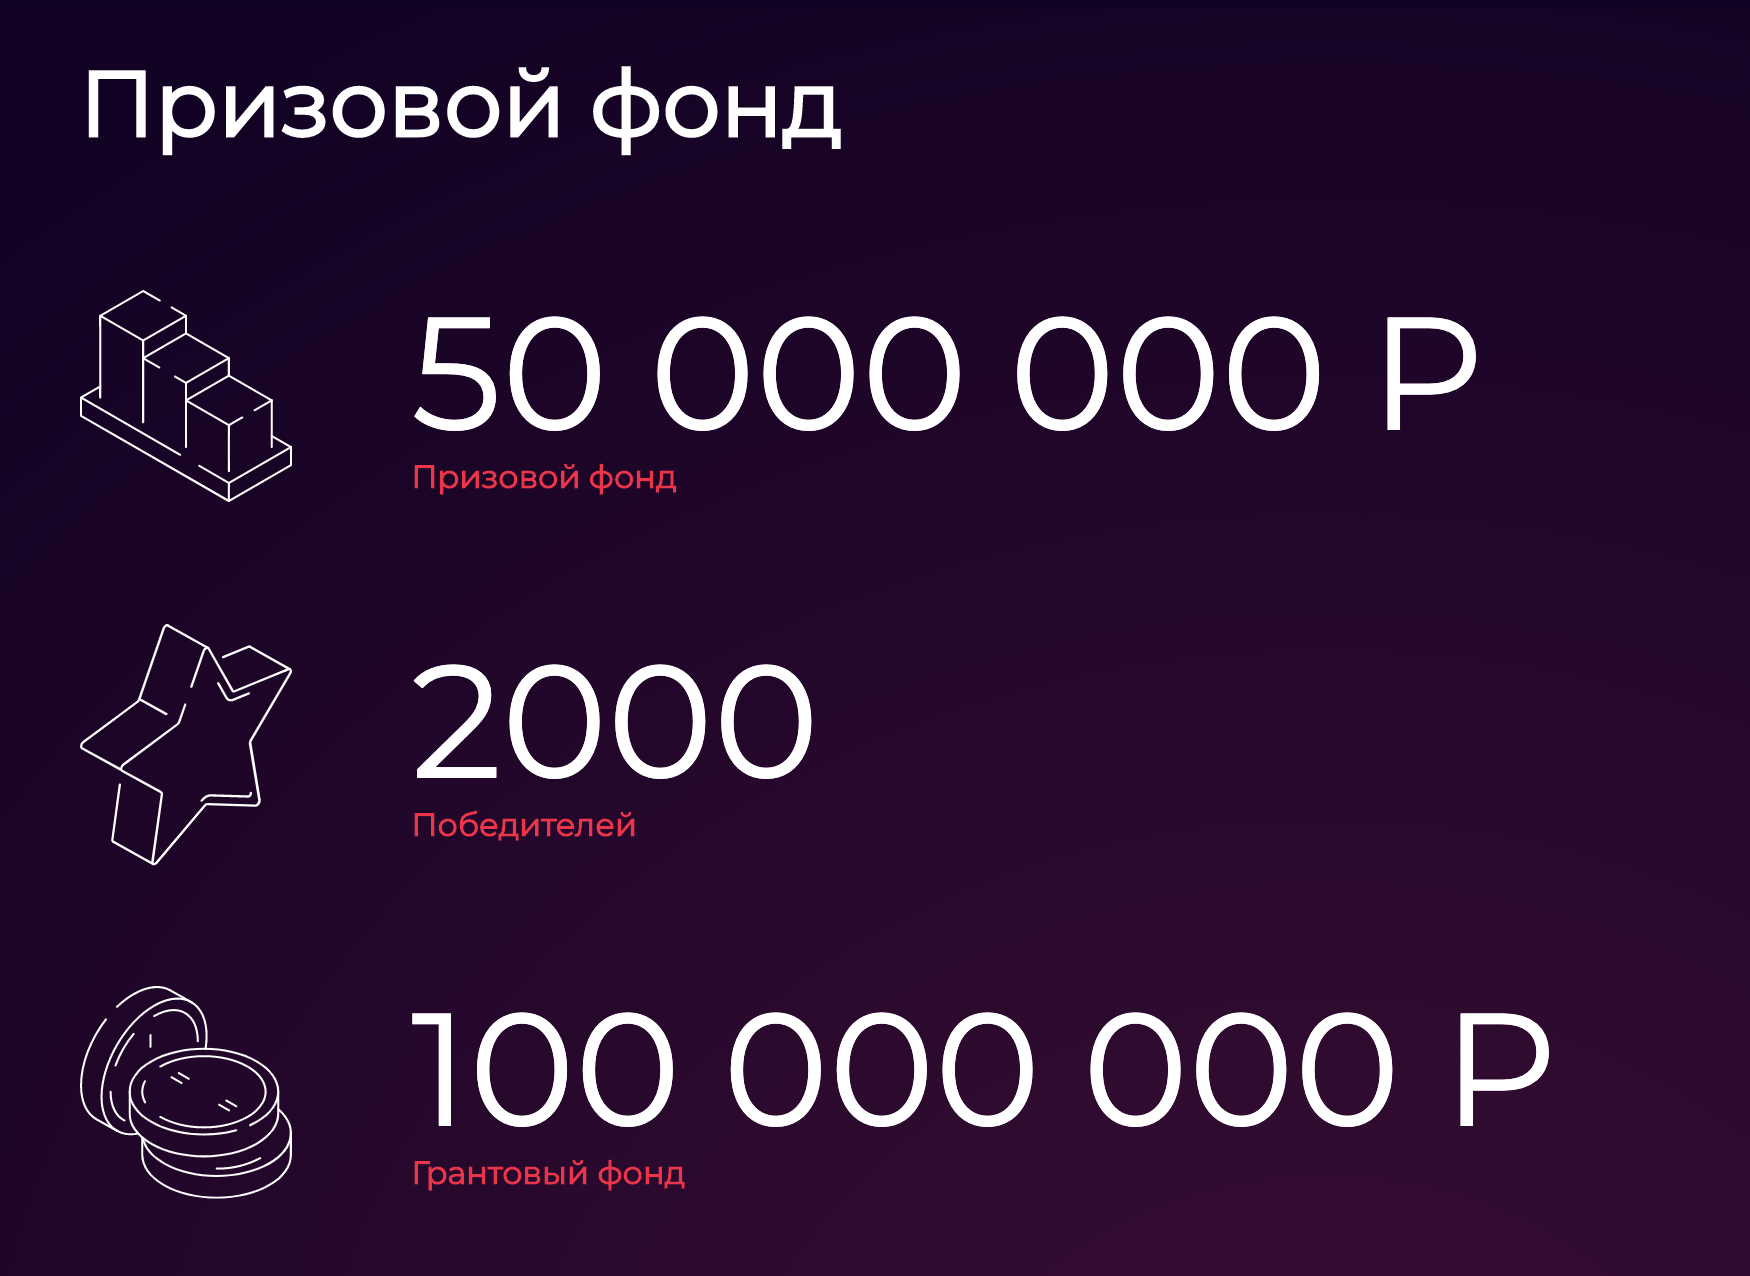 Призовой фонд
50 000 000 Р
Призовой фонд
2000
Победителей
100 000 000 Р
Грантовый фонд